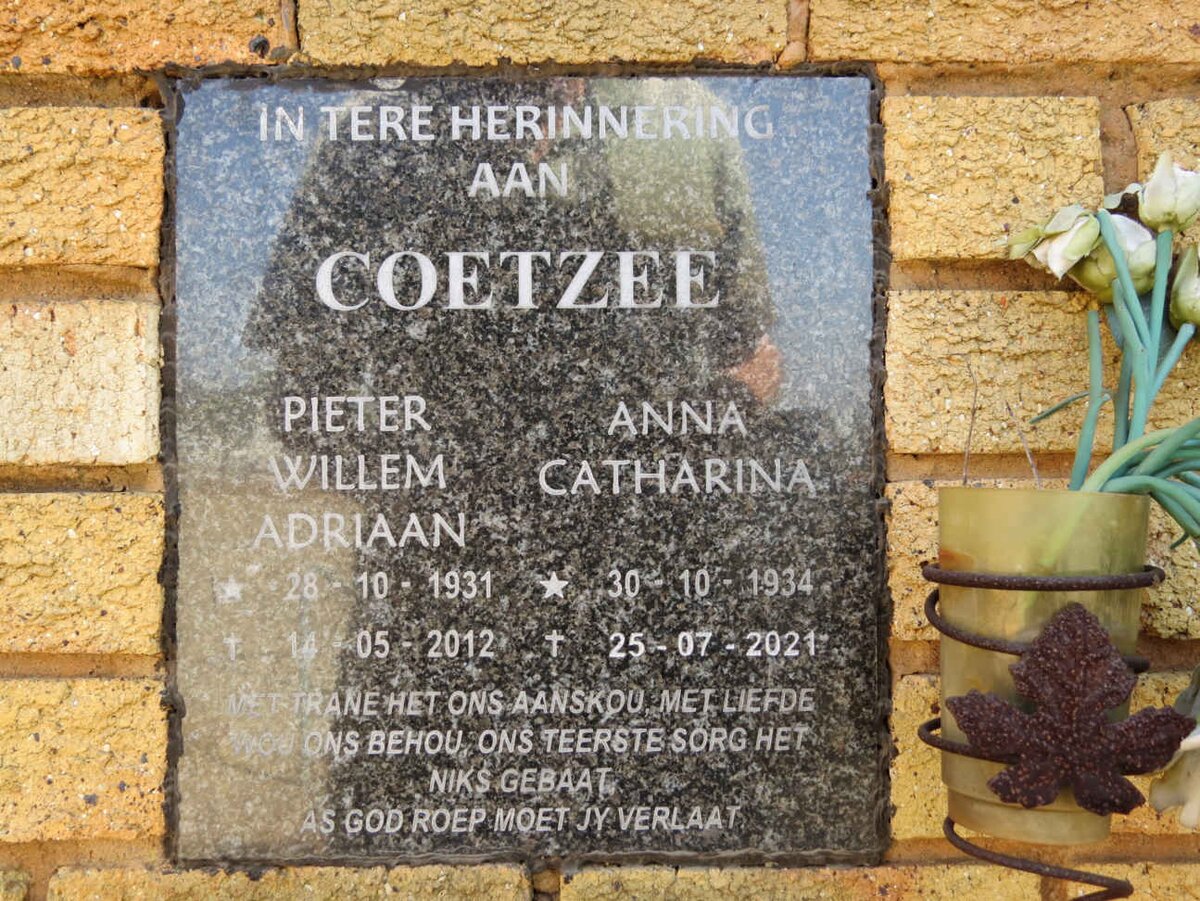 IN TERE HERINNERING
AAN
COETZEE
PIETER
WILLEM
ADRIAAN
ANNA
CATHARINA
★ 28 - 10 - 1931
† 14 - 05 - 2012
★ 30 - 10 - 1934
† 25 - 07 - 2021
MET TRANE HET ONS AANSKOU, MET LIEFDE
WOU ONS BEHOU, ONS TEERSTE SORG HET
NIKS GEBAAT,
AS GOD ROEP MOET JY VERLAAT